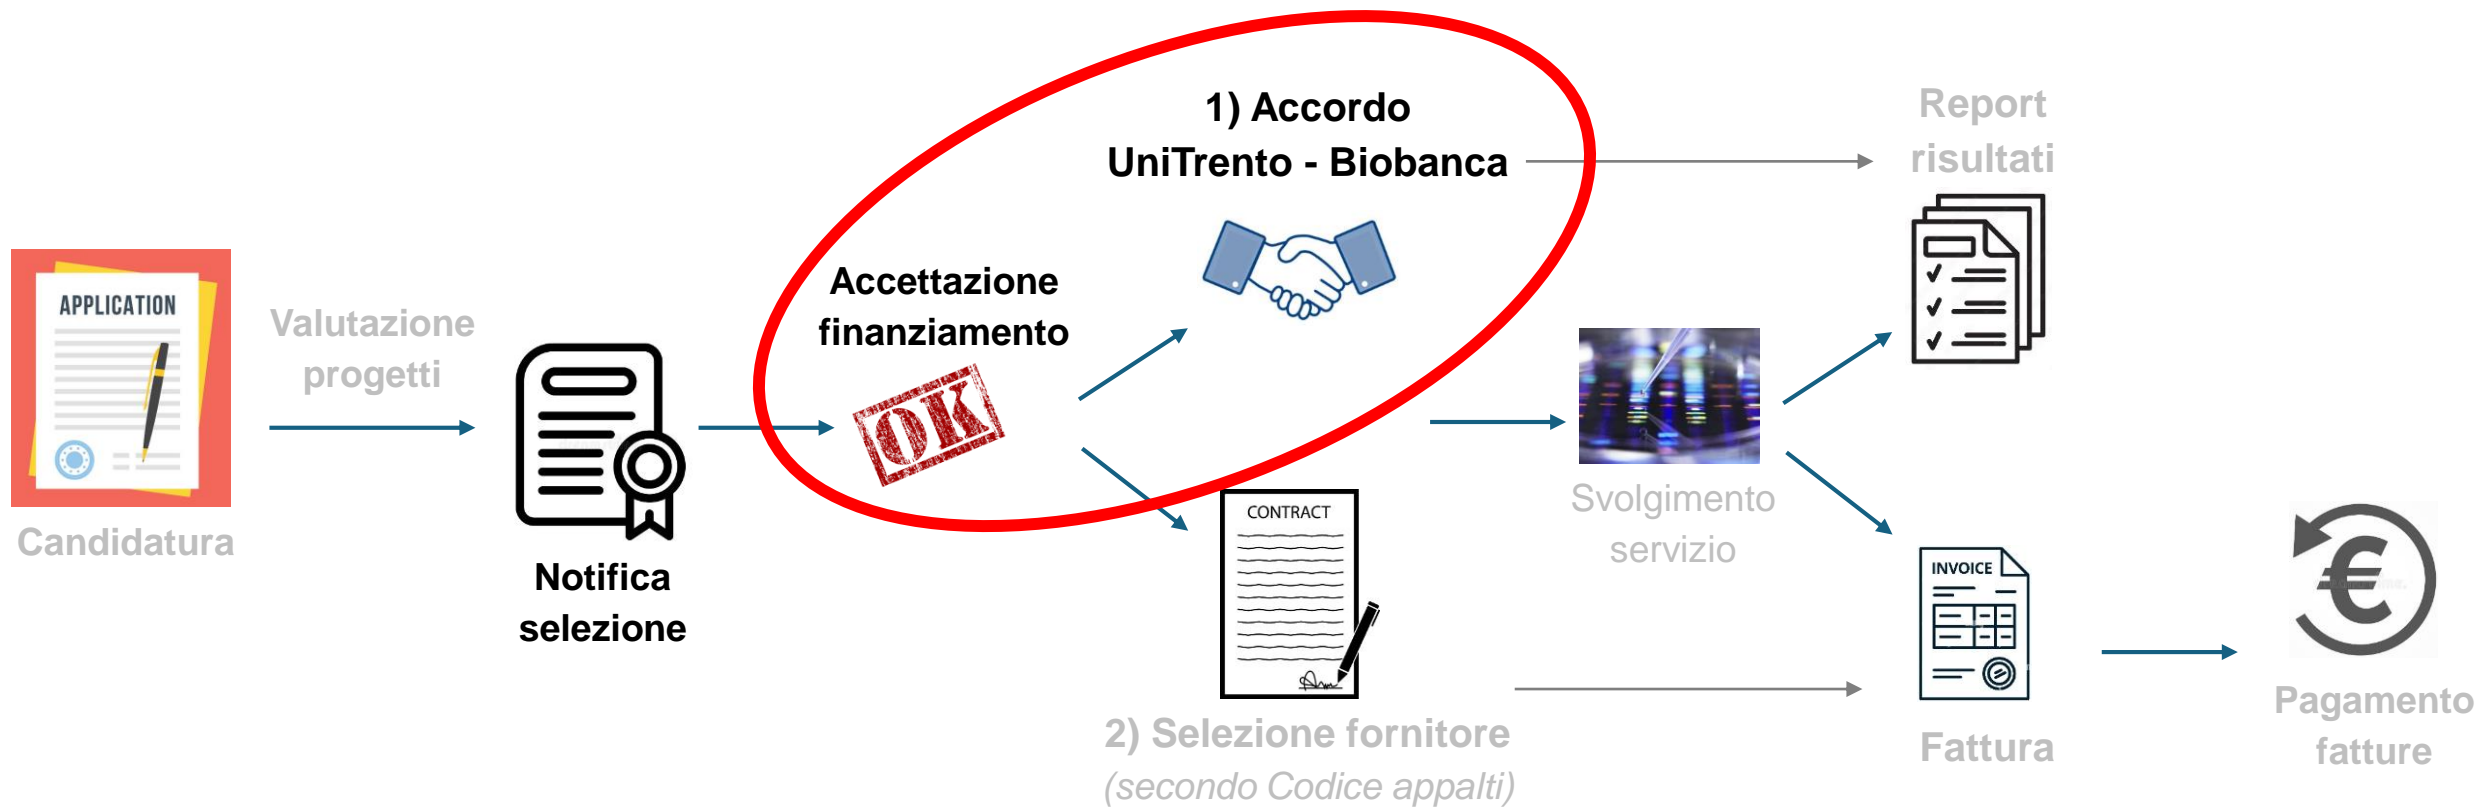 APPLICATION
Candidatura
Valutazione
progetti
Notifica
selezione
Accettazione
finanziamento
OK
1) Accordo
UniTrento - Biobanca
CONTRACT
2) Selezione fornitore
(secondo Codice appalti)
Svolgimento
servizio
Report
risultati
INVOICE
Fattura
€
Pagamento
fatture